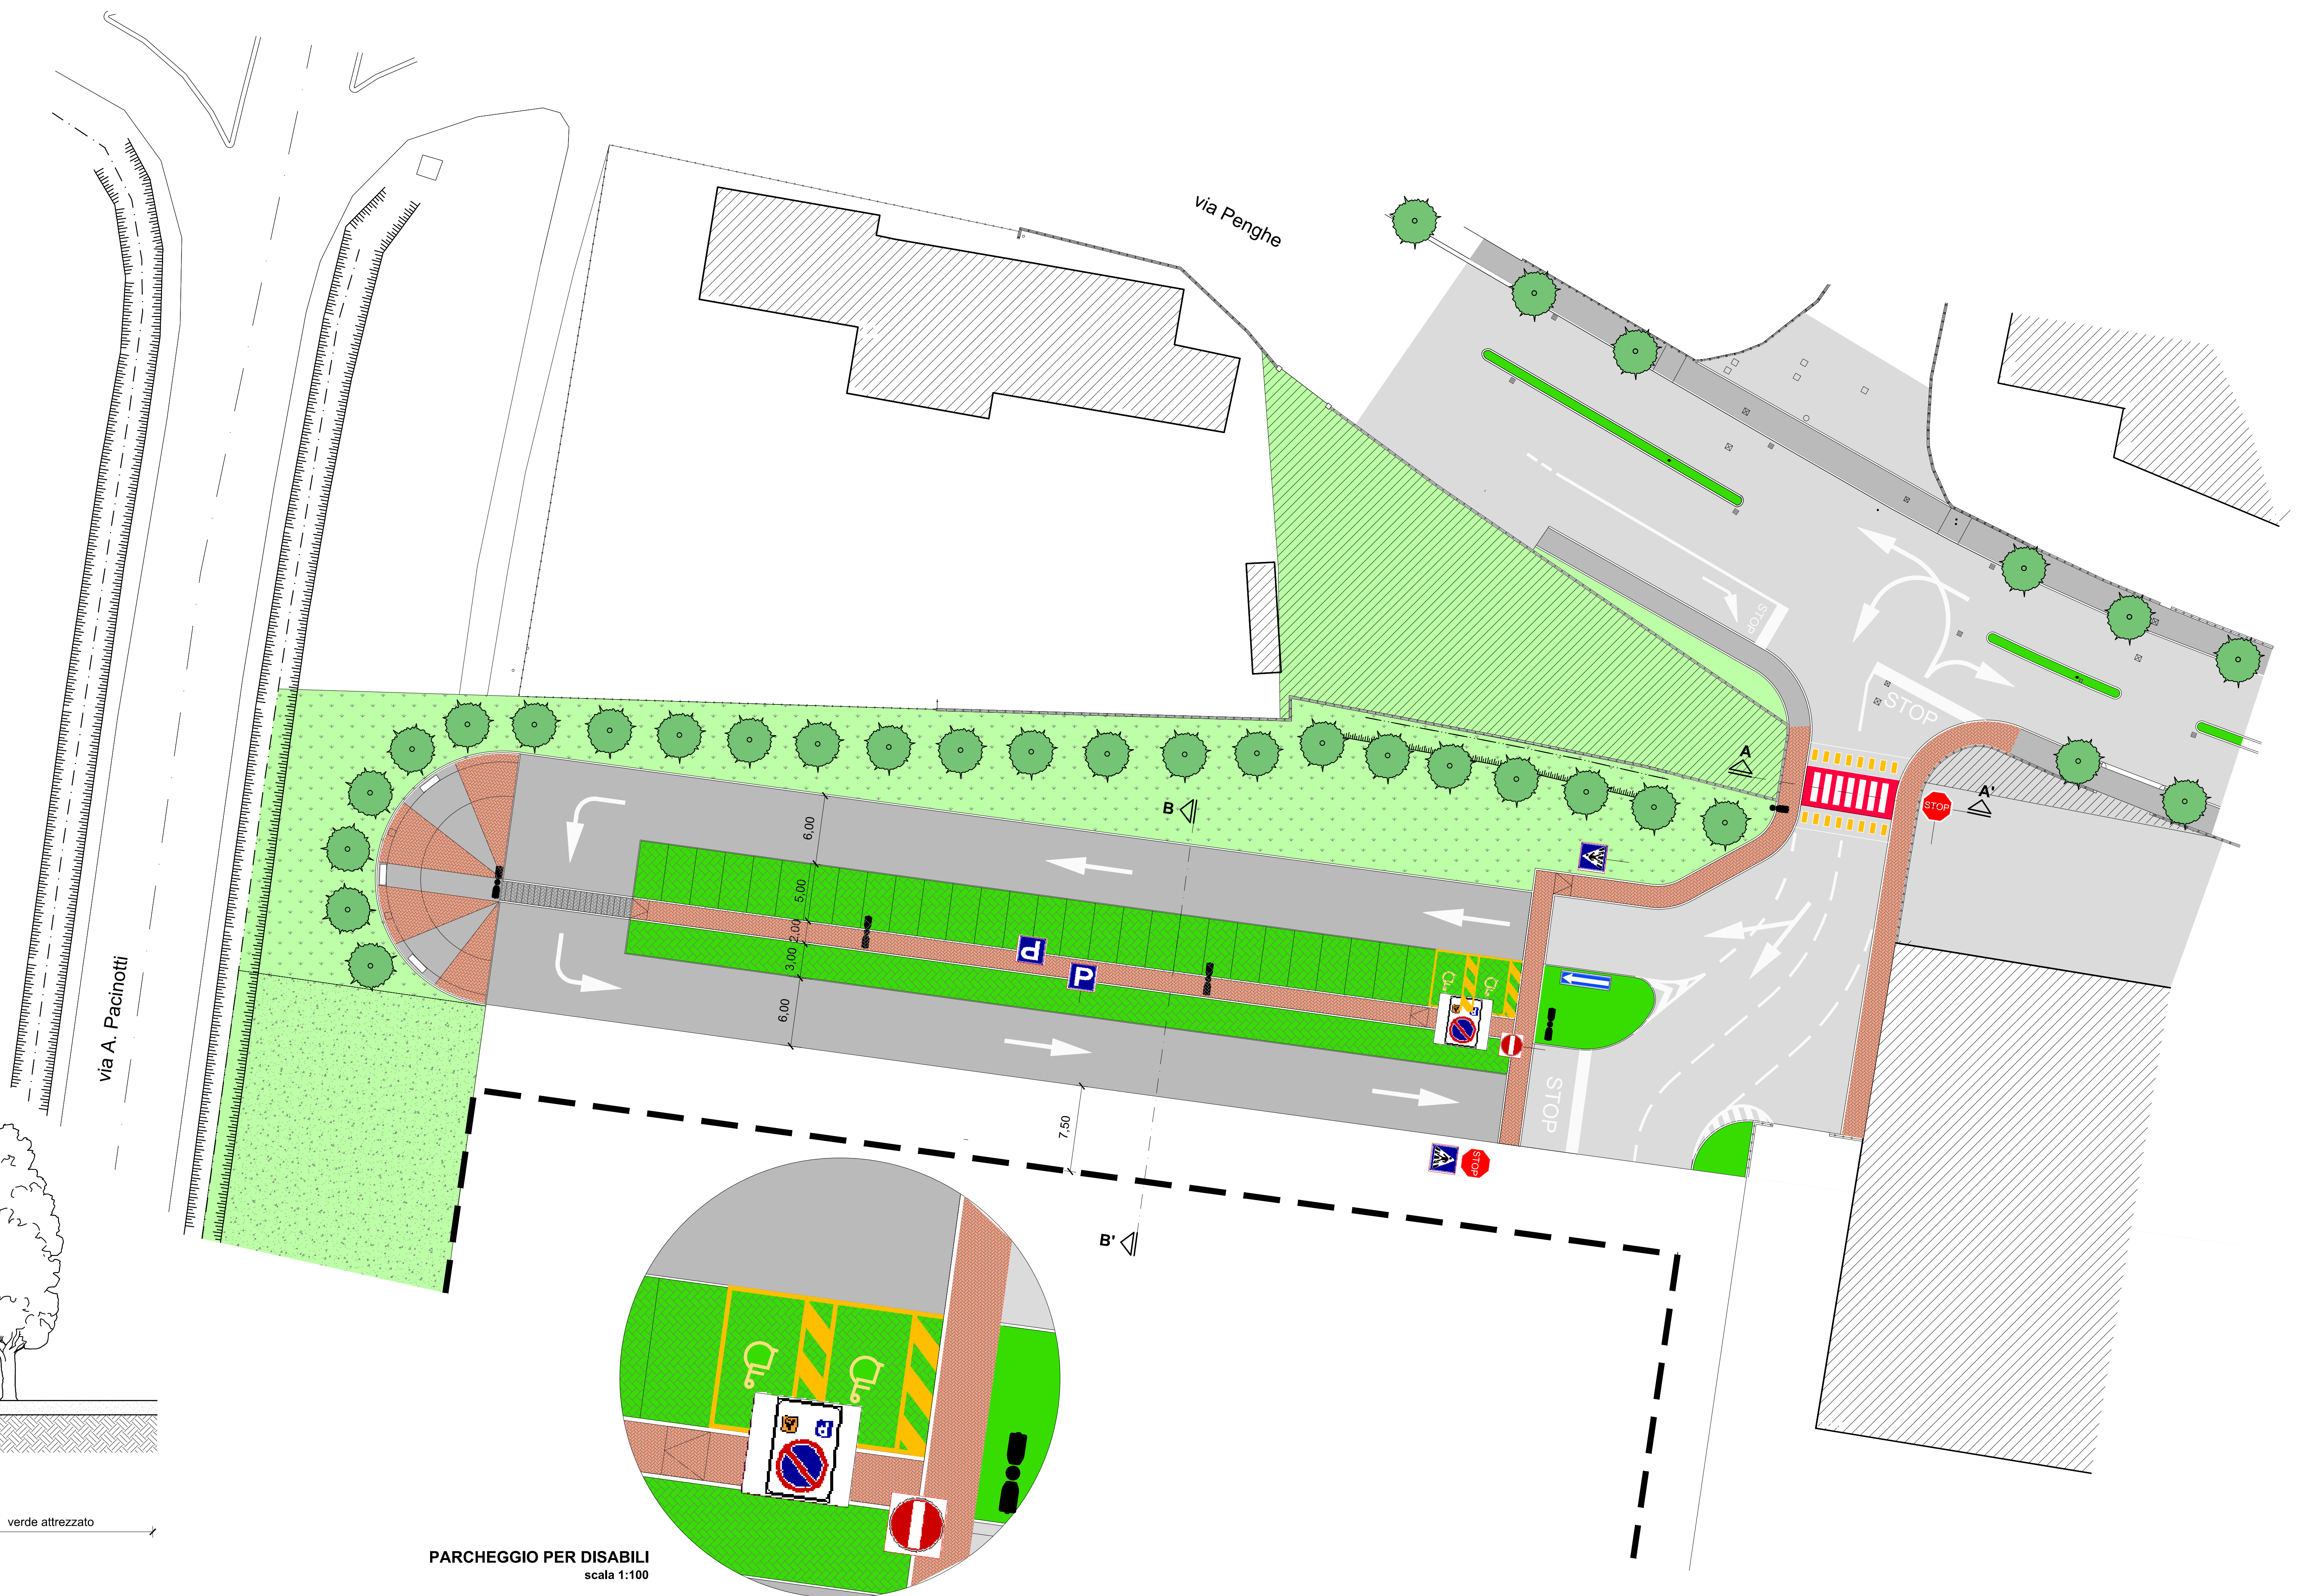 via Penghe
STOP
STOP
A
A'
STOP
B
6,00
5,00
2,00
3,00
6,00
P
P
via A. Pacinotti
STOP
7,50
STOP
B'
P
verde attrezzato
PARCHEGGIO PER DISABILI
scala 1:100